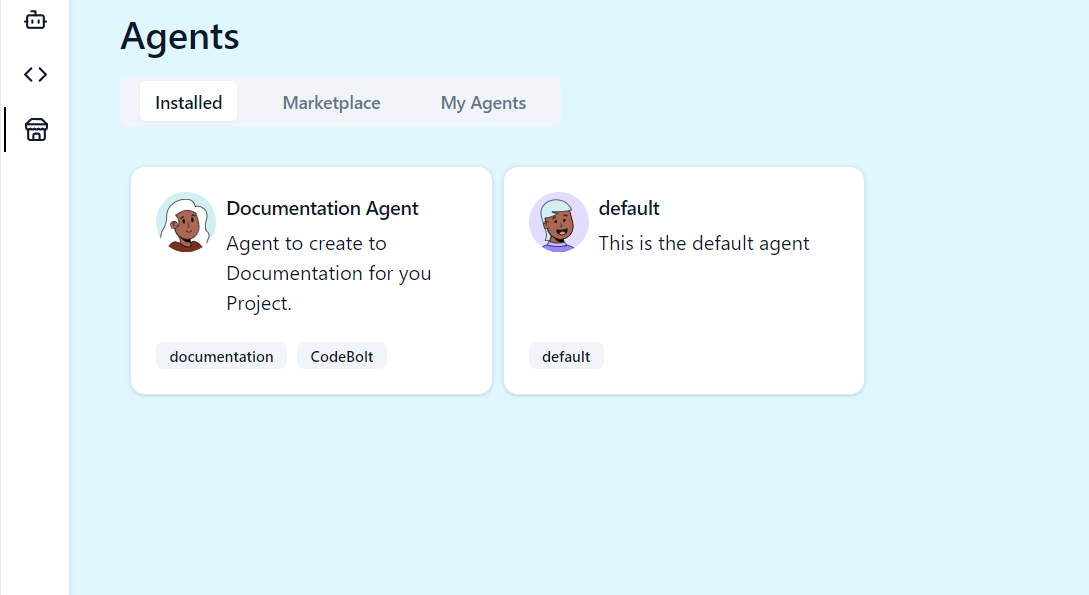 Agents
Installed
Marketplace
My Agents
Documentation Agent
Agent to create to
Documentation for you
Project.
documentation
CodeBolt
default
This is the default agent
default